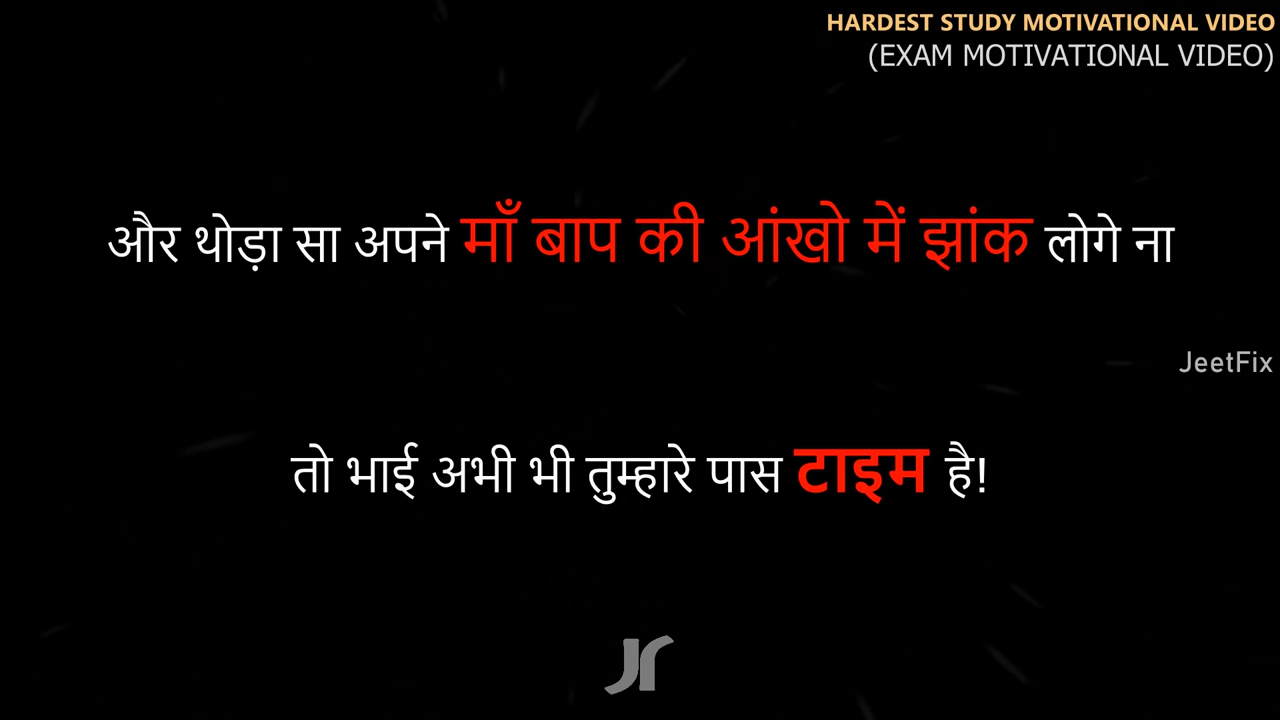 HARDEST STUDY MOTIVATIONAL VIDEO
(EXAM MOTIVATIONAL VIDEO)
और थोड़ा सा अपने माँ बाप की आंखो में झांक लोगे ना
JeetFix
तो भाई अभी भी तुम्हारे पास टाइम है!